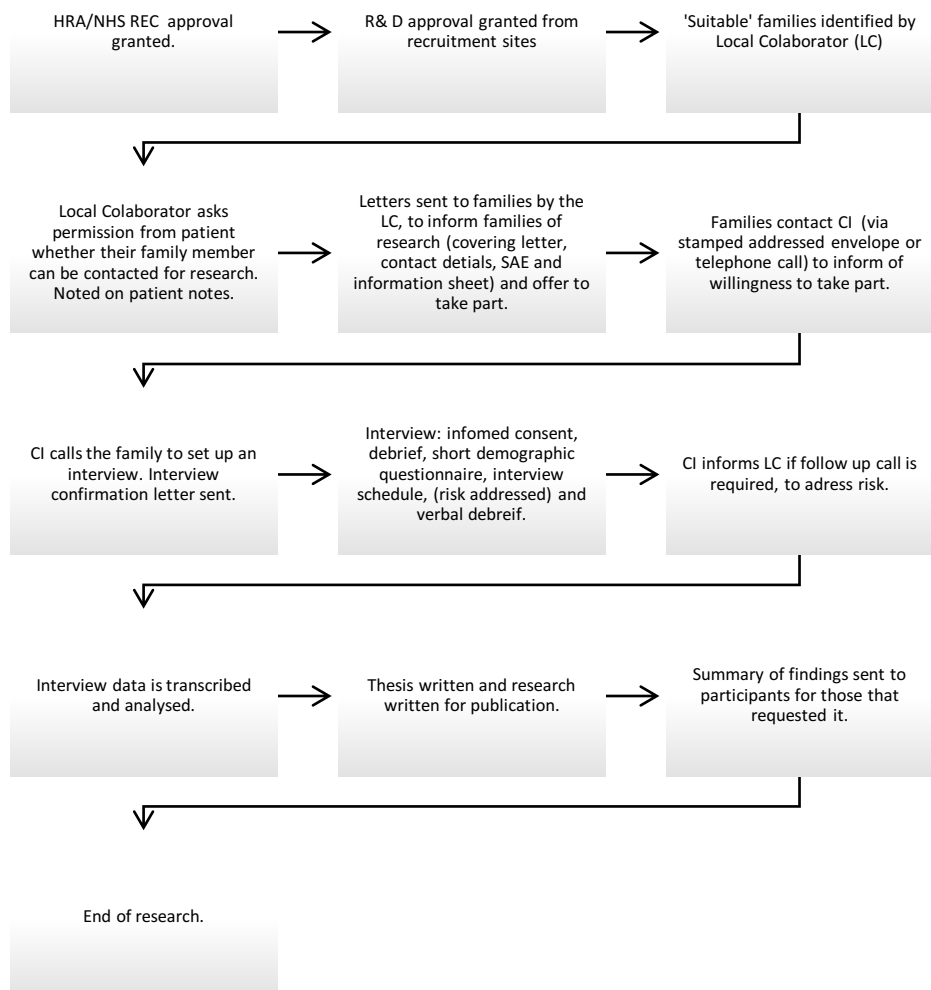 HRA/NHS REC approval
granted.
R& D approval granted from
recruitment sites
'Suitable' families identified by
Local Colaborator (LC)
Local Colaborator asks
permission from patient
whether their family member
can be contacted for research.
Noted on patient notes.
Letters sent to families by the
LC, to inform families of
research (covering letter,
contact detials, SAE and
information sheet) and offer to
take part.
Families contact CI (via
stamped addressed envelope or
telephone call) to inform of
willingness to take part.
CI calls the family to set up an
interview. Interview
confirmation letter sent.
Interview: infomed consent,
debrief, short demographic
questionnaire, interview
schedule, (risk addressed) and
verbal debreif.
CI informs LC if follow up call is
required, to adress risk.
Interview data is transcribed
and analysed.
Thesis written and research
written for publication.
Summary of findings sent to
participants for those that
requested it.
End of research.